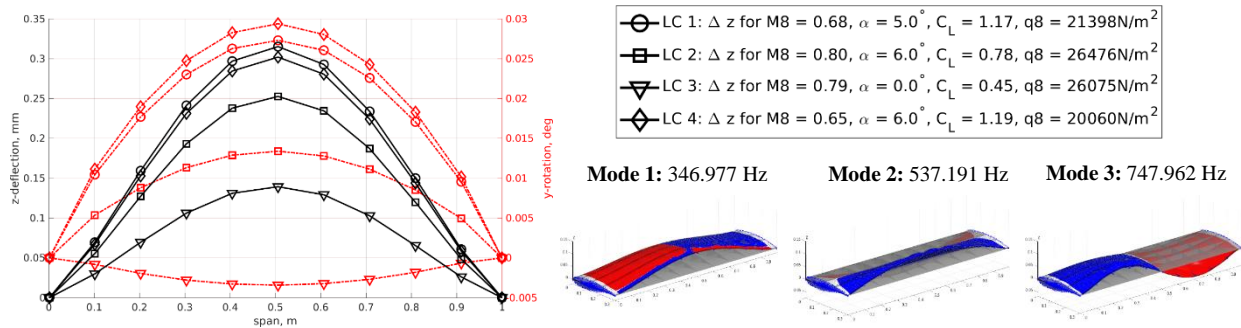 0.35
0.3
0.25
0.2
0.15
0.1
0.05
0
z-deflection, mm
0
0.1
0.2
0.3
0.4
0.5
0.6
0.7
0.8
0.9
1
span, m
0.03
0.025
0.02
0.015
0.01
0.005
0
-0.005
y-rotation, deg
LC 1: Δ z for M8 = 0.68, α = 5.0°, C_L = 1.17, q8 = 21398N/m²
LC 2: Δ z for M8 = 0.80, α = 6.0°, C_L = 0.78, q8 = 26476N/m²
LC 3: Δ z for M8 = 0.79, α = 0.0°, C_L = 0.45, q8 = 26075N/m²
LC 4: Δ z for M8 = 0.65, α = 6.0°, C_L = 1.19, q8 = 20060N/m²
Mode 1: 346.977 Hz
Mode 2: 537.191 Hz
Mode 3: 747.962 Hz